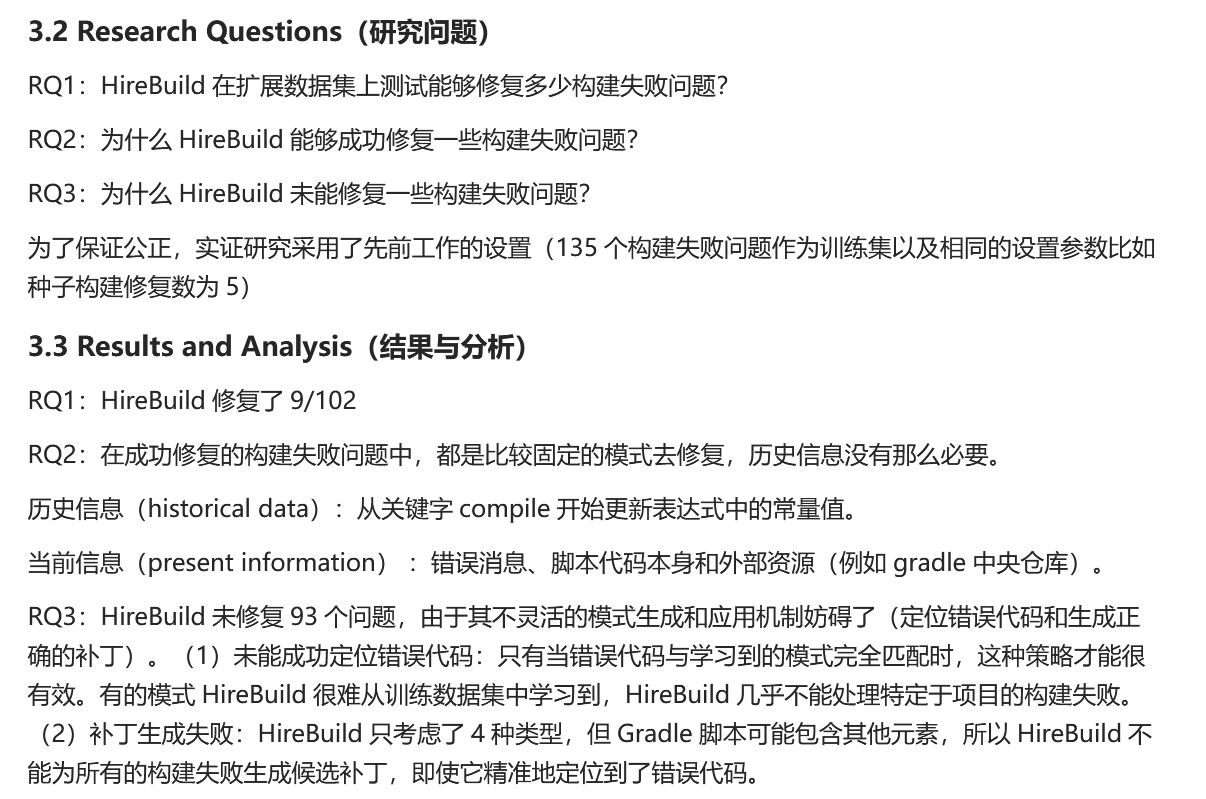 3.2 Research Questions（研究问题）
RQ1：HireBuild 在扩展数据集上测试能够修复多少构建失败问题？
RQ2：为什么 HireBuild 能够成功修复一些构建失败问题？
RQ3：为什么 HireBuild 未能修复一些构建失败问题？
为了保证公正，实证研究采用了先前工作的设置（135 个构建失败问题作为训练集以及相同的设置参数比如
种子构建修复数为 5）
3.3 Results and Analysis（结果与分析）
RQ1：HireBuild 修复了 9/102
RQ2：在成功修复的构建失败问题中，都是比较固定的模式去修复，历史信息没有那么必要。
历史信息（historical data）：从关键字 compile 开始更新表达式中的常量值。
当前信息（present information） ：错误消息、脚本代码本身和外部资源（例如 gradle 中央仓库）。
RQ3：HireBuild 未修复 93 个问题，由于其不灵活的模式生成和应用机制妨碍了（定位错误代码和生成正
确的补丁）。（1）未能成功定位错误代码：只有当错误代码与学习到的模式完全匹配时，这种策略才能很
有效。有的模式 HireBuild 很难从训练数据集中学习到，HireBuild 几乎不能处理特定于项目的构建失败。
（2）补丁生成失败：HireBuild 只考虑了 4 种类型，但 Gradle 脚本可能包含其他元素，所以 HireBuild 不
能为所有的构建失败生成候选补丁，即使它精准地定位到了错误代码。